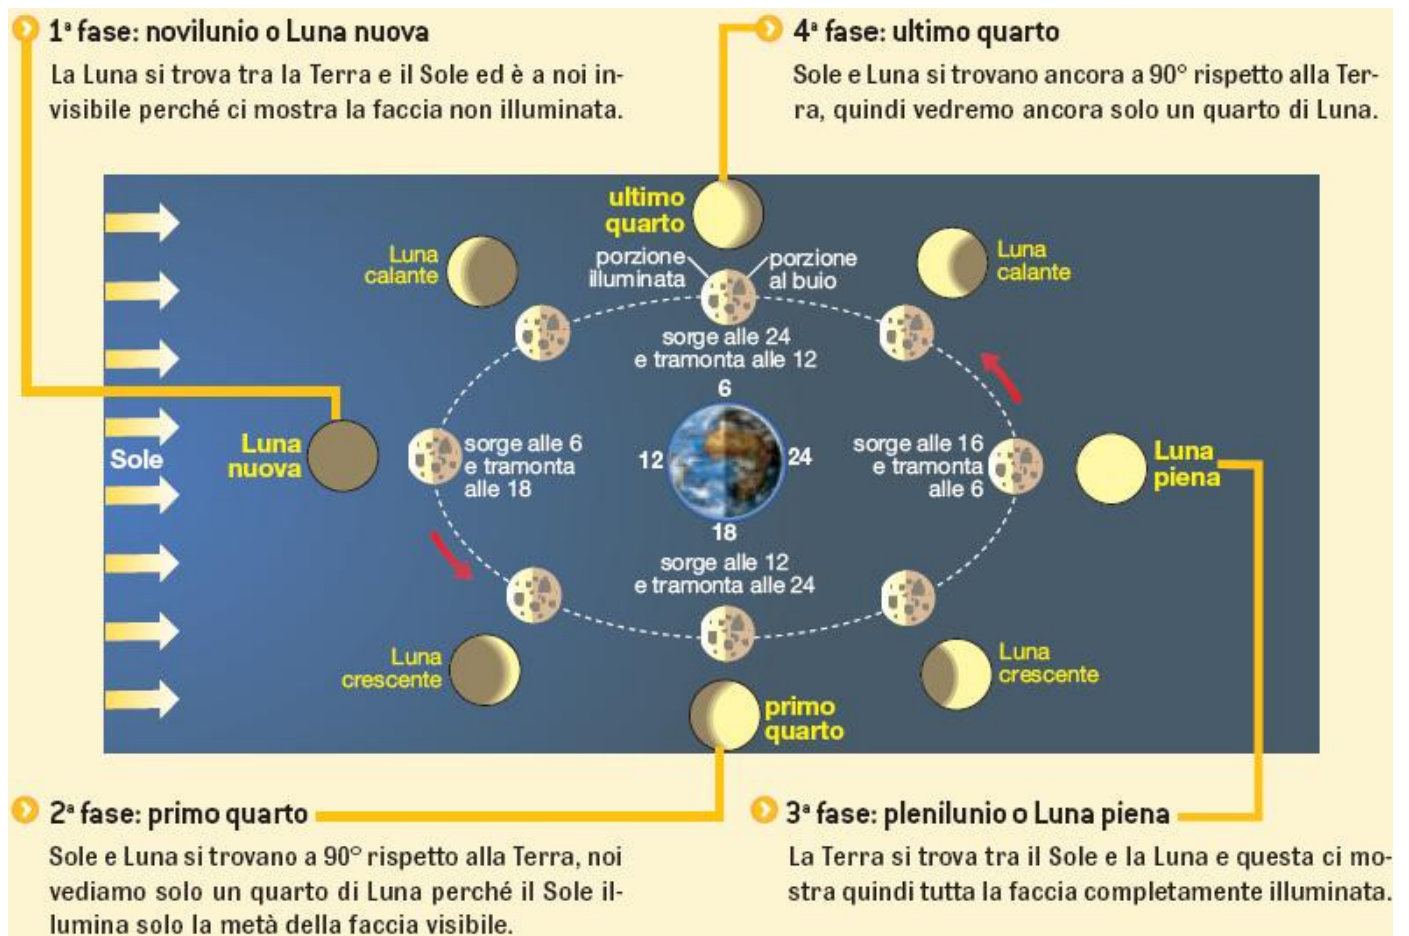 1ª fase: novilunio o Luna nuova
La Luna si trova tra la Terra e il Sole ed è a noi in-
visibile perché ci mostra la faccia non illuminata.
4ª fase: ultimo quarto
Sole e Luna si trovano ancora a 90° rispetto alla Ter-
ra, quindi vedremo ancora solo un quarto di Luna.
ultimo
quarto
Luna
calante
porzione
illuminata
porzione
al buio
Luna
calante
sorge alle 24
e tramonta alle 12
6
Sole
Luna
nuova
sorge alle 6
e tramonta
alle 18
12
24
sorge alle 16
e tramonta
alle 6
Luna
piena
18
sorge alle 12
e tramonta alle 24
Luna
crescente
Luna
crescente
primo
quarto
2ª fase: primo quarto
Sole e Luna si trovano a 90° rispetto alla Terra, noi
vediamo solo un quarto di Luna perché il Sole il-
lumina solo la metà della faccia visibile.
3ª fase: plenilunio o Luna piena
La Terra si trova tra il Sole e la Luna e questa ci mo-
stra quindi tutta la faccia completamente illuminata.